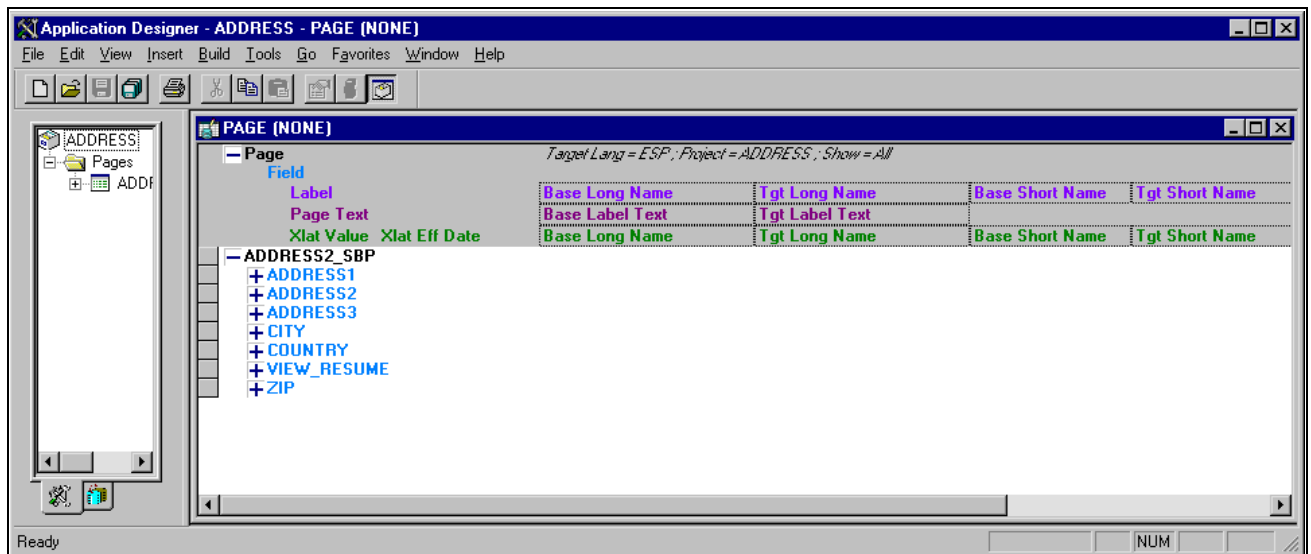 Application Designer - ADDRESS - PAGE (NONE)
File Edit View Insert Build Tools Go Favorites Window Help
ADDRESS
Pages
ADDF
PAGE (NONE)
Page Target Lang = ESP ; Project = ADDRESS ; Show = All
Field
Label Base Long Name Tgt Long Name Base Short Name Tgt Short Name
Page Text Base Label Text Tgt Label Text
Xlat Value Xlat Eff Date Base Long Name Tgt Long Name Base Short Name Tgt Short Name
ADDRESS2_SBP
ADDRESS1
ADDRESS2
ADDRESS3
CITY
COUNTRY
VIEW_RESUME
ZIP
Ready NUM